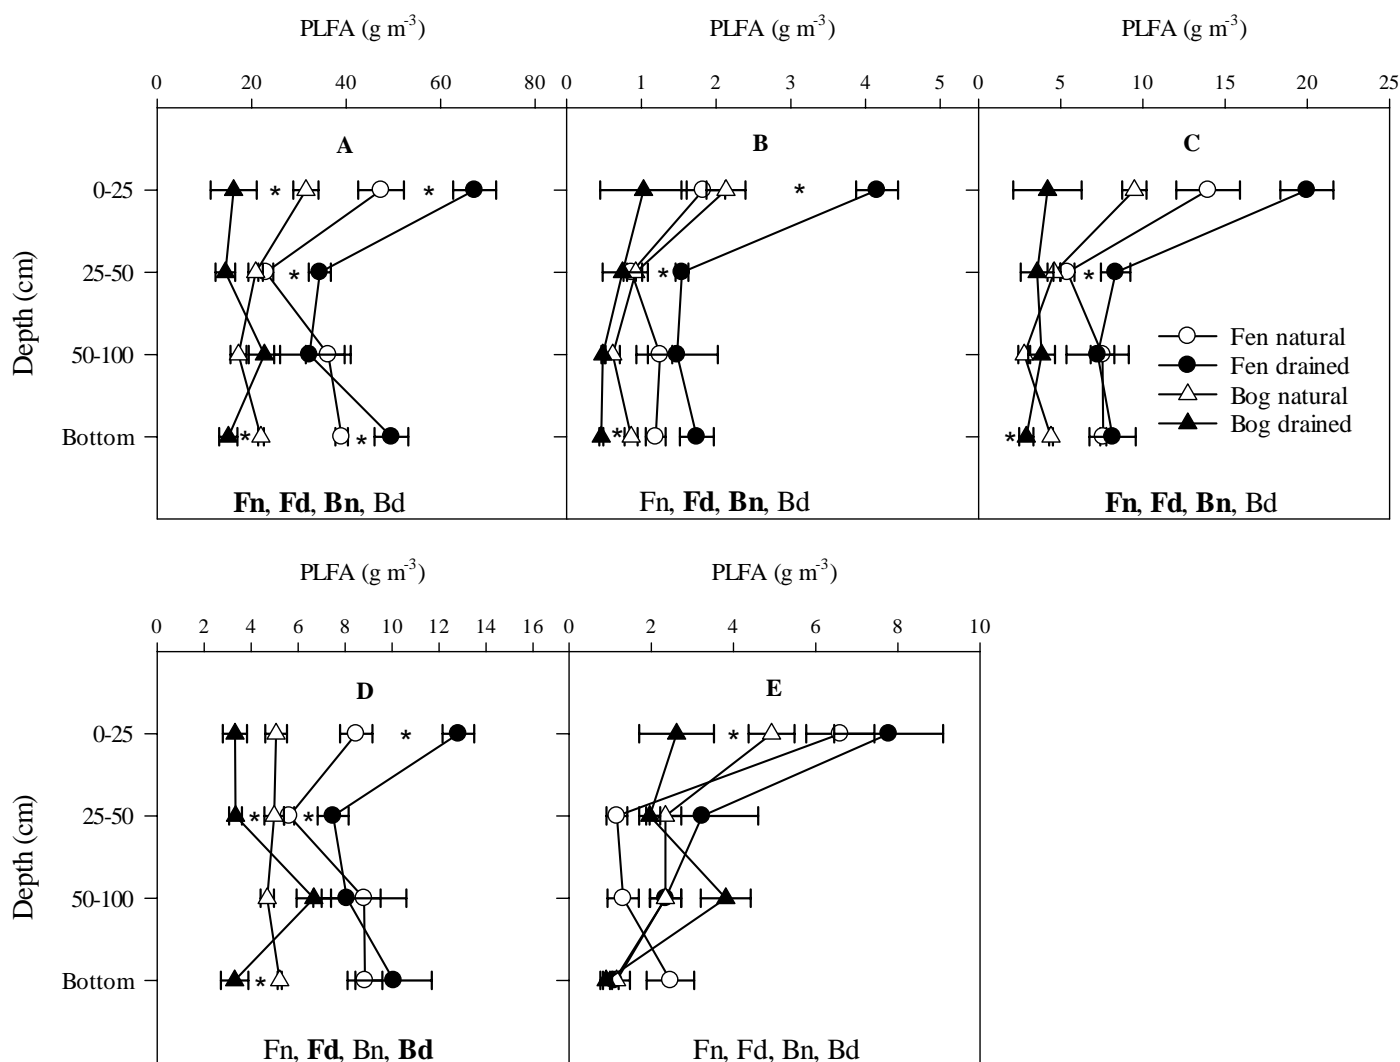 PLFA (g m-3) PLFA (g m-3) PLFA (g m-3)
0 20 40 60 80 0 1 2 3 4 5 0 5 10 15 20 25
A B C
0-25 * * *
25-50 * * *
Depth (cm)
50-100
Fen natural
Fen drained
Bog natural
Bog drained
Bottom * * * *
Fn, Fd, Bn, Bd Fn, Fd, Bn, Bd Fn, Fd, Bn, Bd
PLFA (g m-3) PLFA (g m-3)
0 2 4 6 8 10 12 14 16 0 2 4 6 8 10
D E
0-25 * *
25-50 * *
Depth (cm)
50-100
Bottom *
Fn, Fd, Bn, Bd Fn, Fd, Bn, Bd